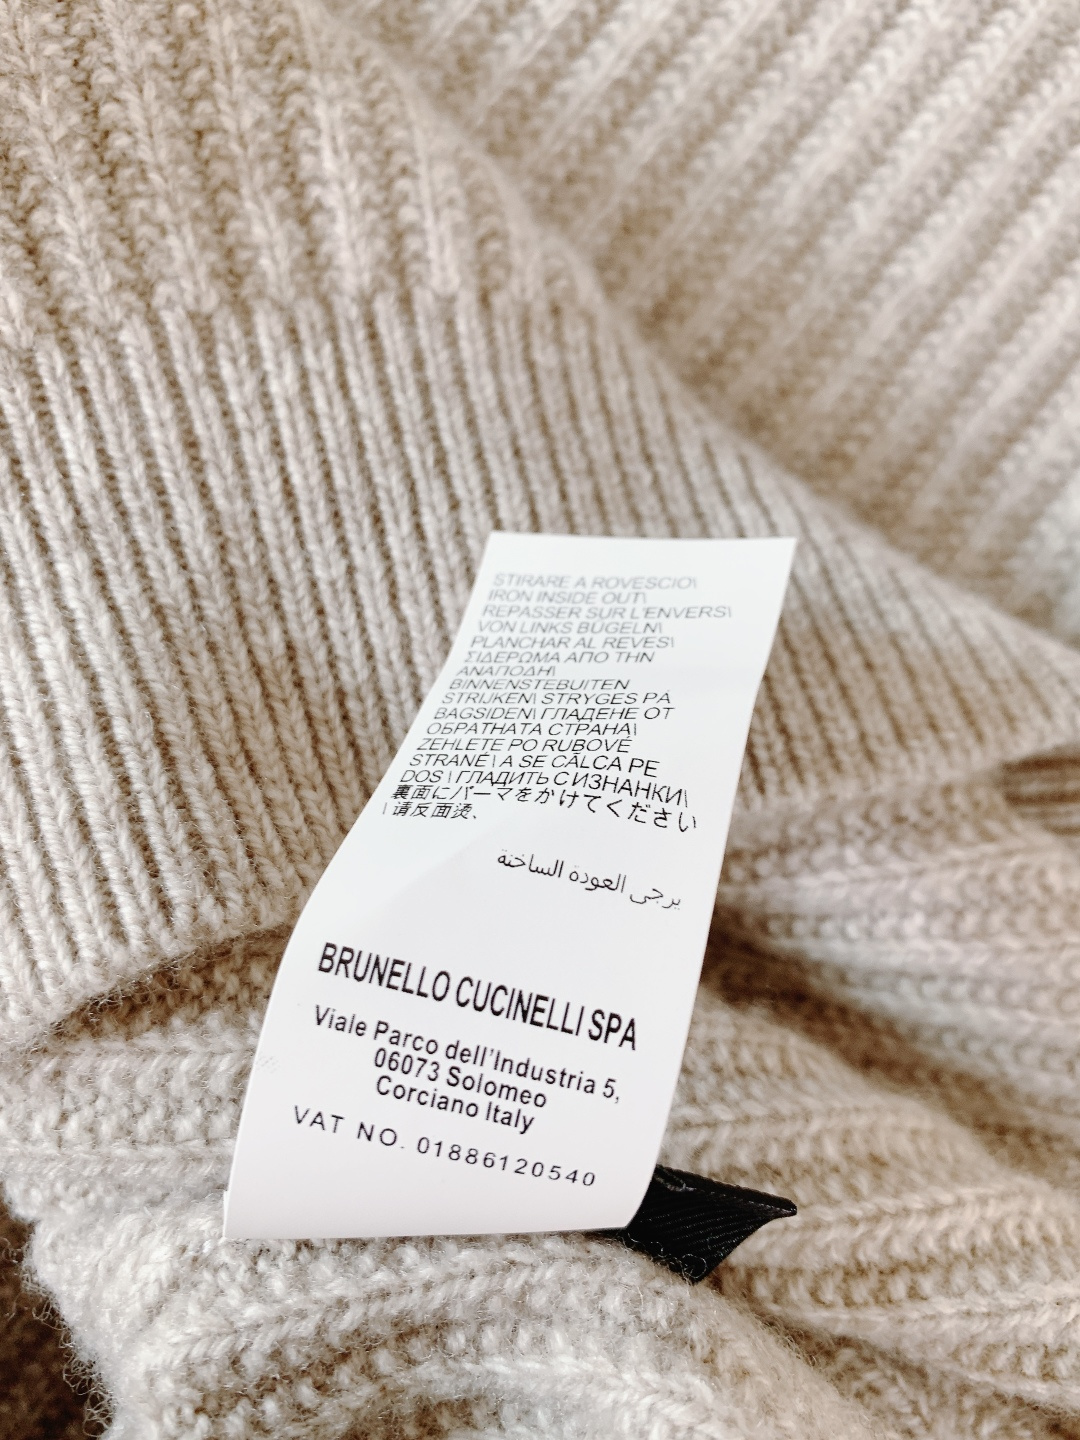 STIRARE A ROVESCIO\
IRON INSIDE OUT\
REPASSER SUR L'ENVERS\
VON LINKS BÜGELN\
PLANCHAR AL REVES\
ΣΙΔΕΡΩΜΑ ΑΠΟ ΤΗΝ
ΑΝΑΠΟΔΗ\
BINNENSTEBUITEN
STRIJKEN\ STRYGES PÅ
BAGSIDEN\ ГЛАДЕНЕ ОТ
ОБРАТНАТА СТРАНА\
ZEHLETE PO RUBOVÉ
STRANÉ \ A SE CĂLCA PE
DOS \ ГЛАДИТЬ С ИЗНАНКИ\
裏面にパーマをかけてください
\ 请反面烫、
يرجى العودة الساخنة
BRUNELLO CUCINELLI SPA
Viale Parco dell'Industria 5,
06073 Solomeo
Corciano Italy
VAT NO. 01886120540